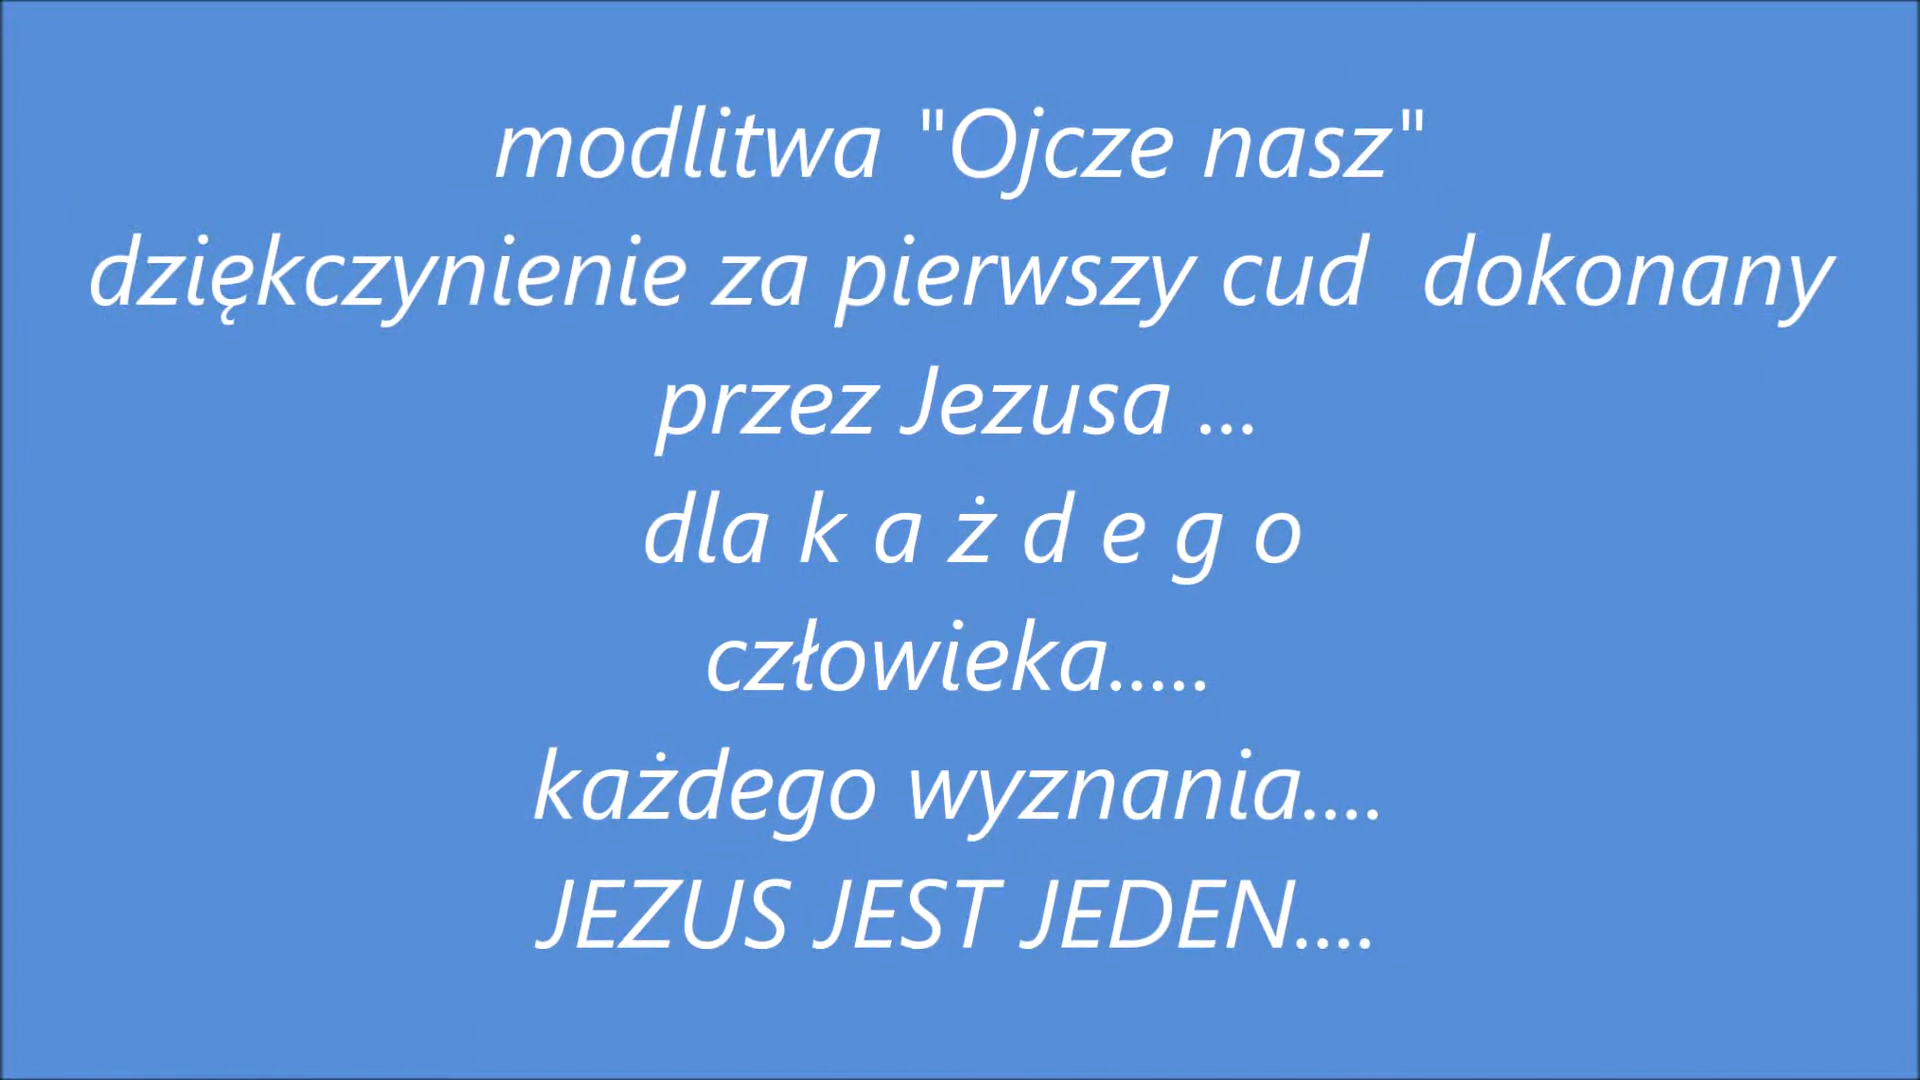 modlitwa "Ojcze nasz"
dziękczynienie za pierwszy cud  dokonany
przez Jezusa ...
dla k a ż d e g o
człowieka.....
każdego wyznania....
JEZUS JEST JEDEN....